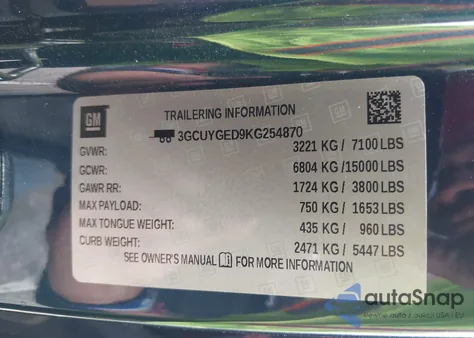 GM
TRAILERING INFORMATION
3GCUYGED9KG254870
GVWR: 3221 KG / 7100 LBS
GCWR: 6804 KG /15000 LBS
GAWR RR: 1724 KG / 3800 LBS
MAX PAYLOAD: 750 KG / 1653 LBS
MAX TONGUE WEIGHT: 435 KG / 960 LBS
CURB WEIGHT: 2471 KG / 5447 LBS
SEE OWNER'S MANUAL FOR MORE INFORMATION
autoSnap